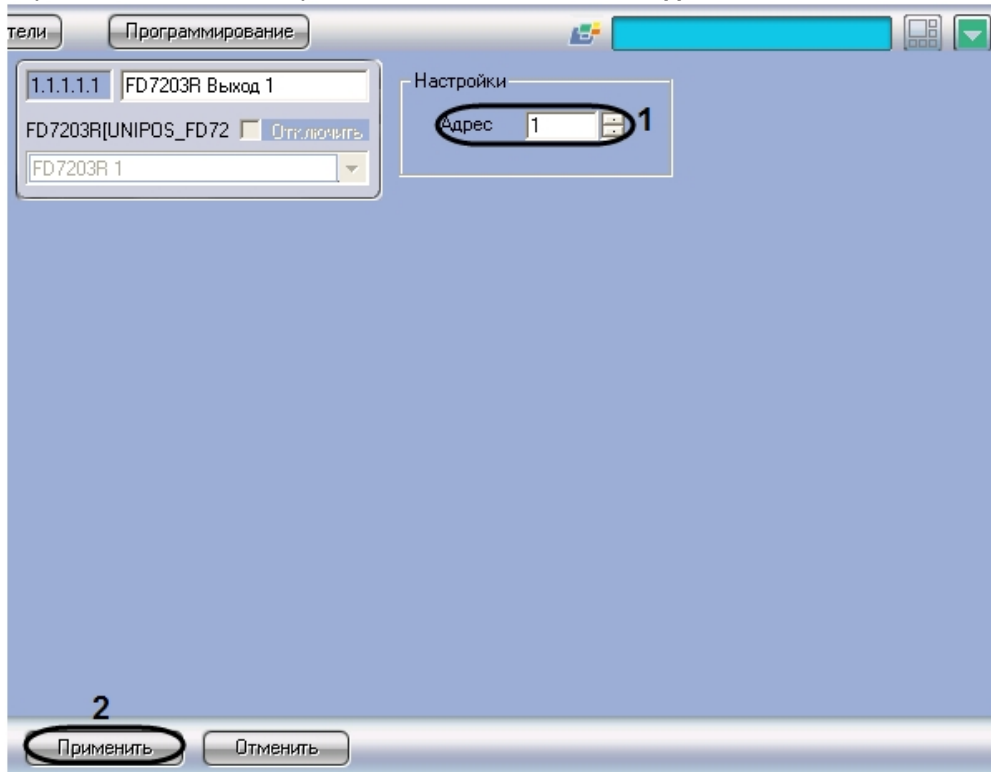 тели Программирование
1.1.1.1.1 FD7203R Выход 1
FD7203R[UNIPOS_FD72 Отключить
FD7203R 1
Настройки
Адрес 1 1
2
Применить Отменить